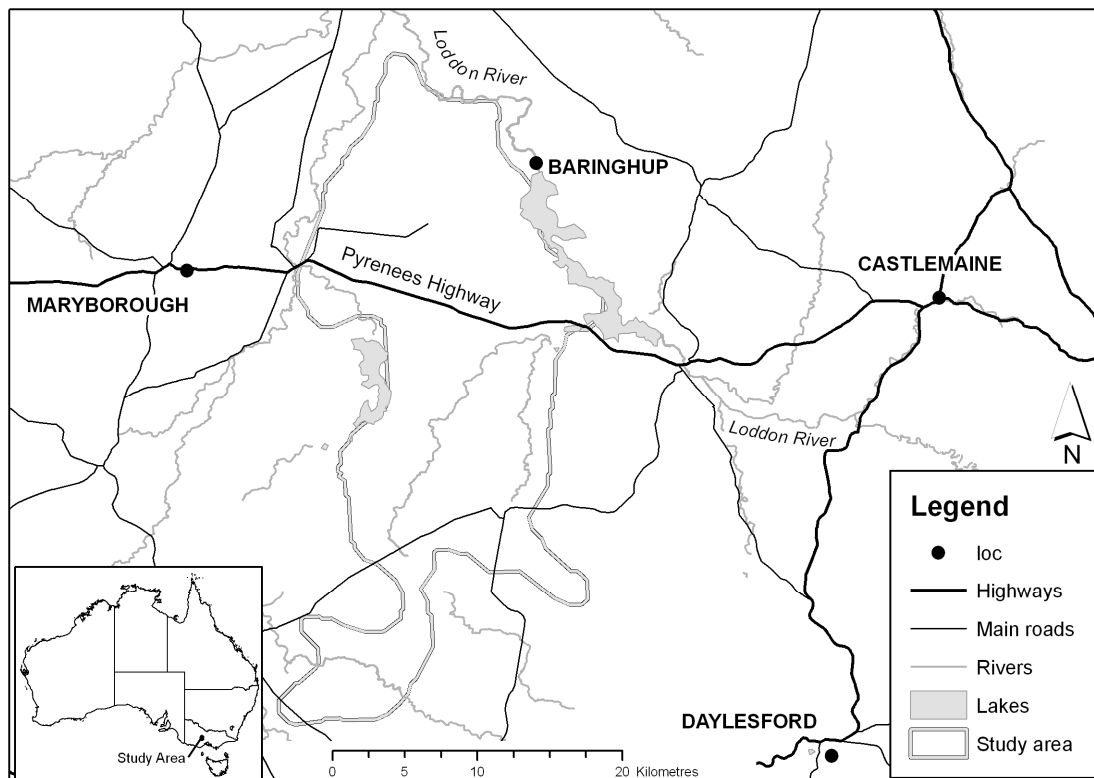 Loddon River
BARINGHUP
Pyrenees Highway
CASTLEMAINE
MARYBOROUGH
Loddon River
N
Legend
loc
Highways
Main roads
Rivers
Lakes
Study area
DAYLESFORD
Study Area
0 5 10 20 Kilometres